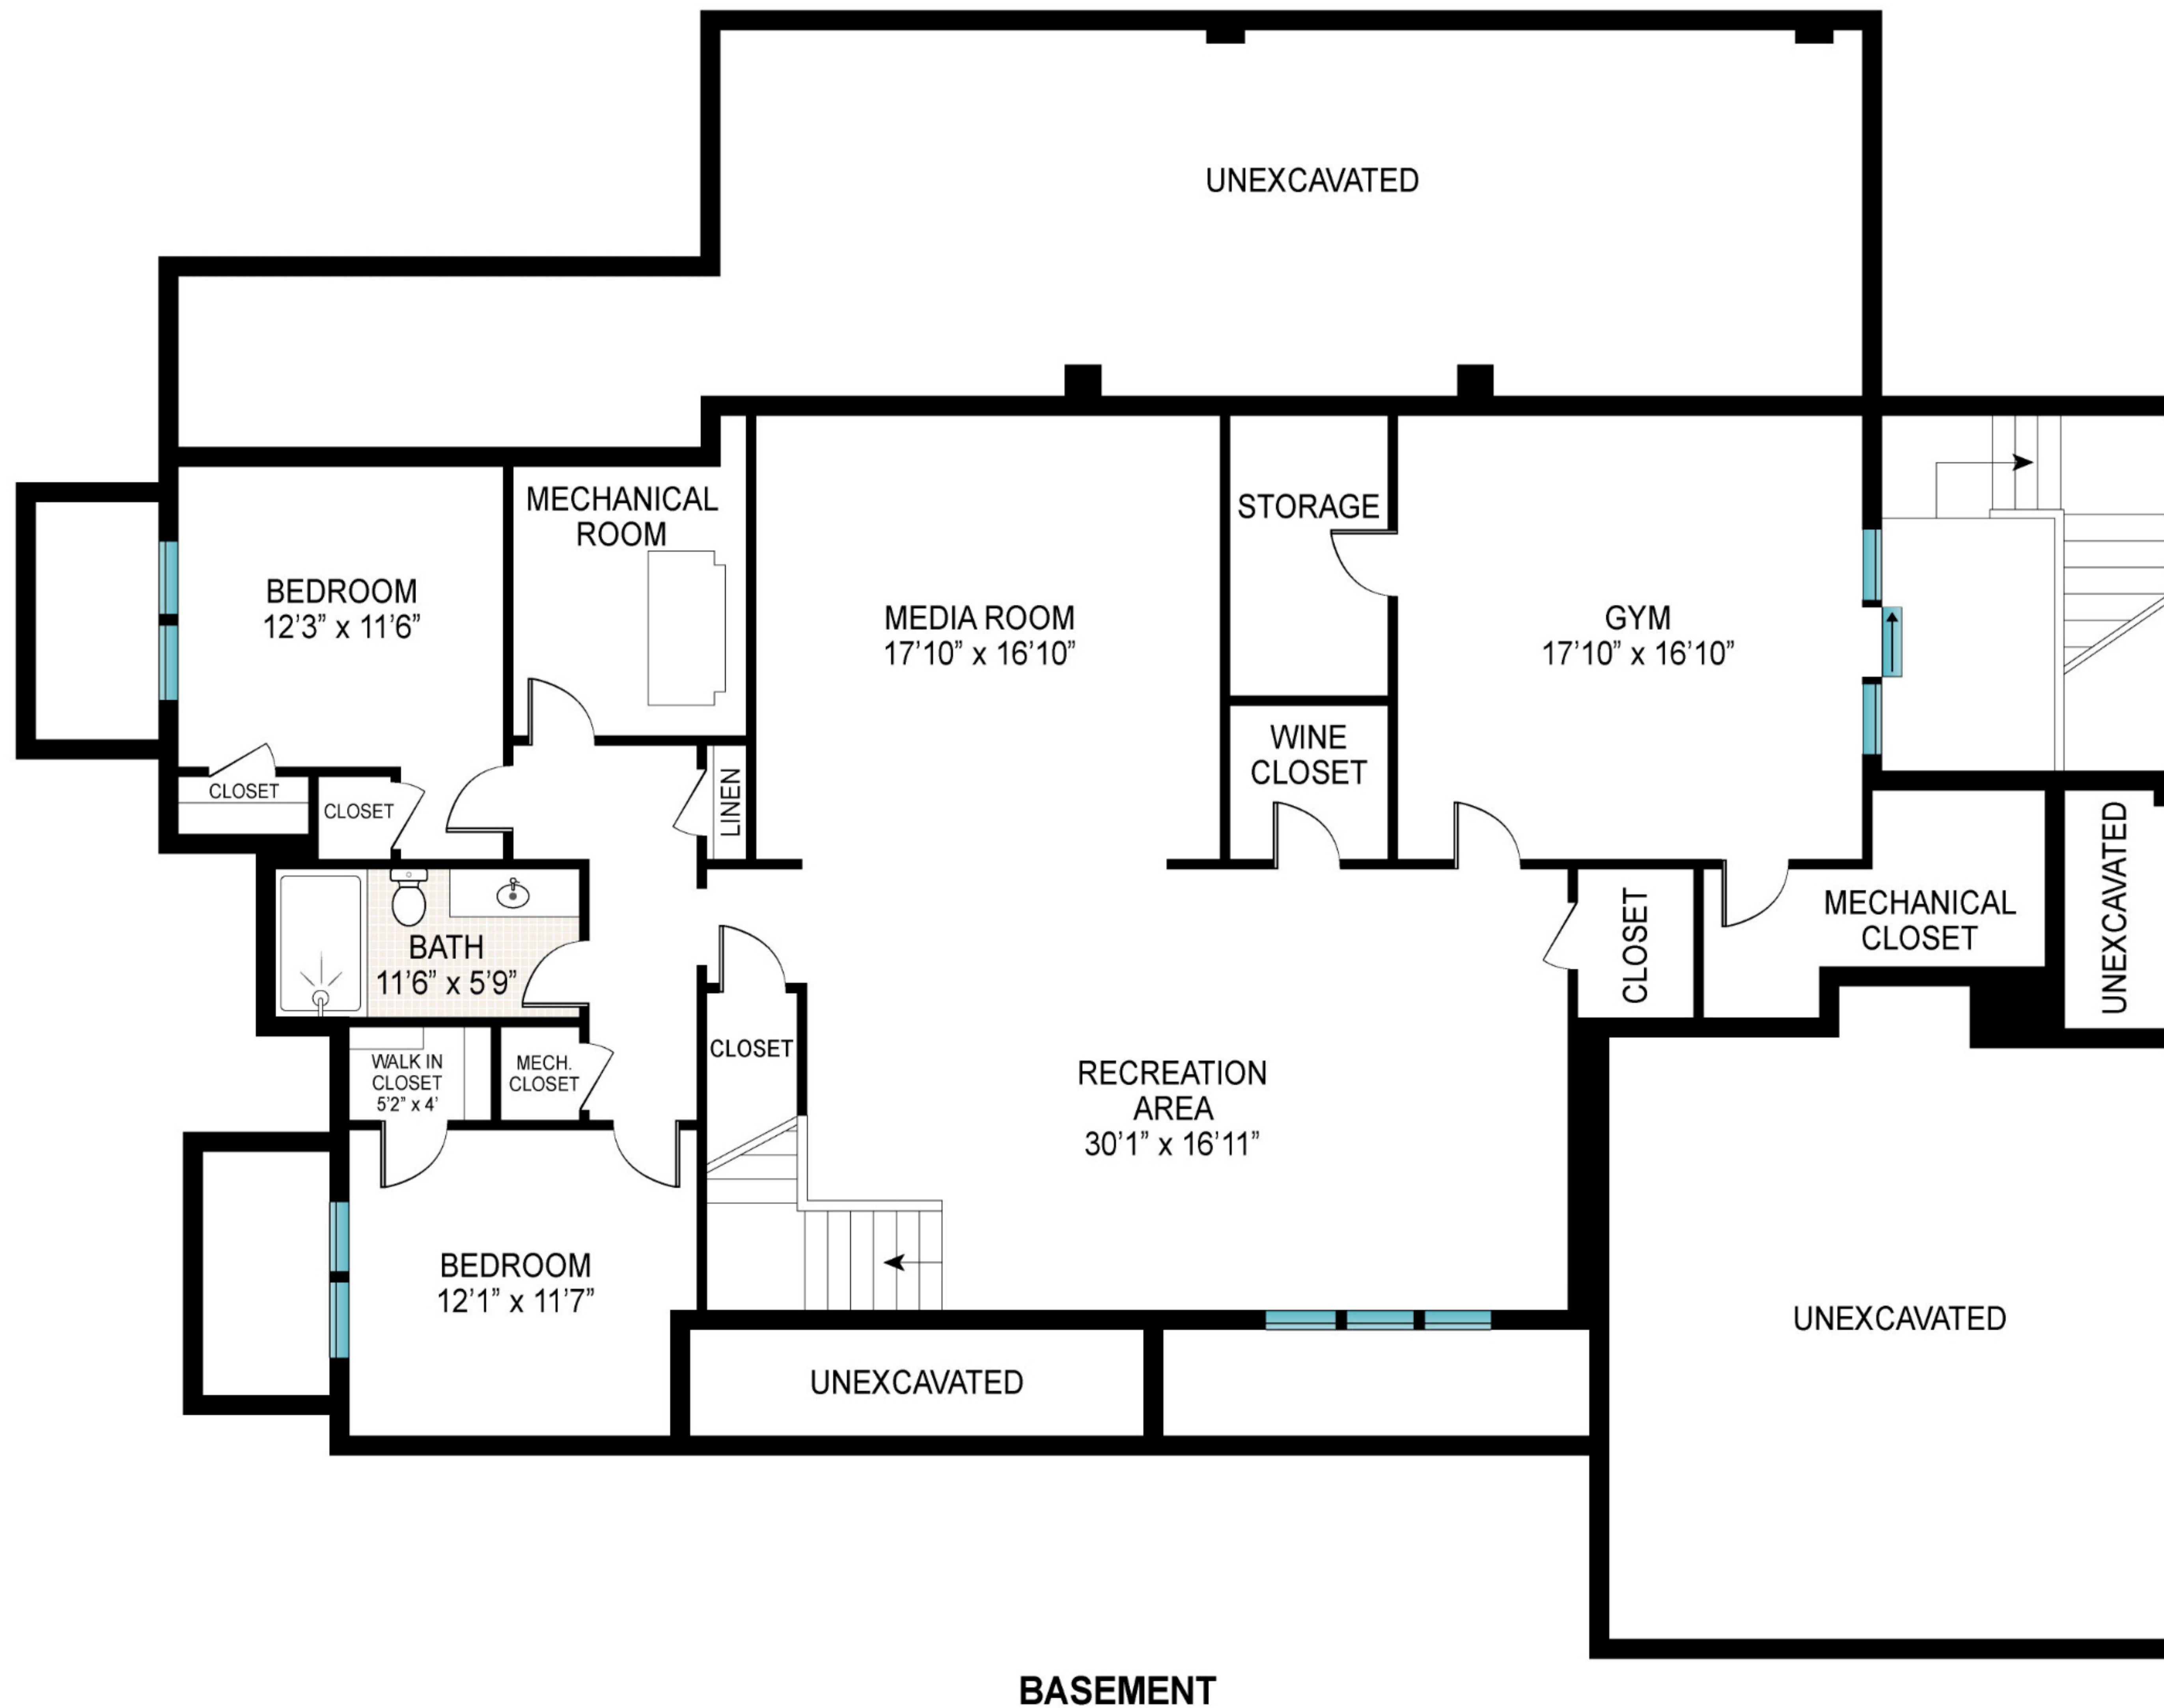 UNEXCAVATED
MECHANICAL
ROOM
STORAGE
BEDROOM
12'3” x 11'6”
MEDIA ROOM
17'10” x 16'10”
GYM
17'10” x 16'10”
WINE
CLOSET
LINEN
CLOSET
CLOSET
UNEXCAVATED
MECHANICAL
CLOSET
CLOSET
BATH
11'6” x 5'9”
CLOSET
WALK IN
CLOSET
5'2” x 4'
MECH.
CLOSET
RECREATION
AREA
30'1” x 16'11”
BEDROOM
12'1” x 11'7”
UNEXCAVATED
UNEXCAVATED
BASEMENT